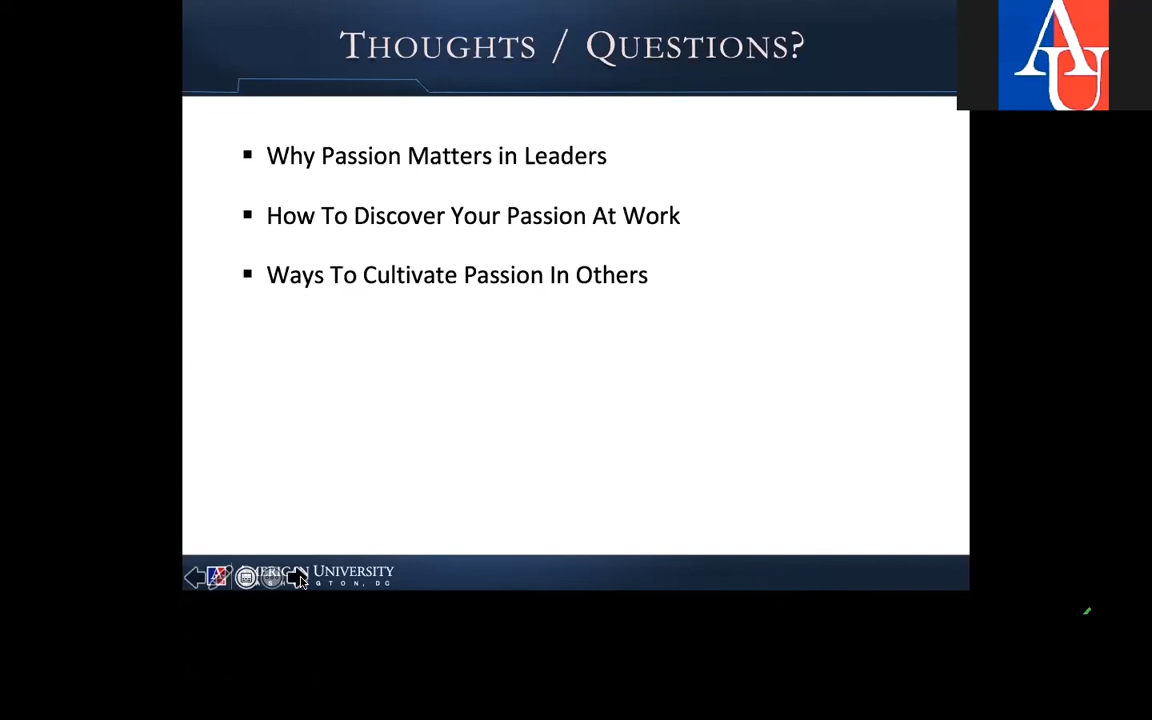 THOUGHTS / QUESTIONS?
AU
▪ Why Passion Matters in Leaders
▪ How To Discover Your Passion At Work
▪ Ways To Cultivate Passion In Others
UNIVERSITY